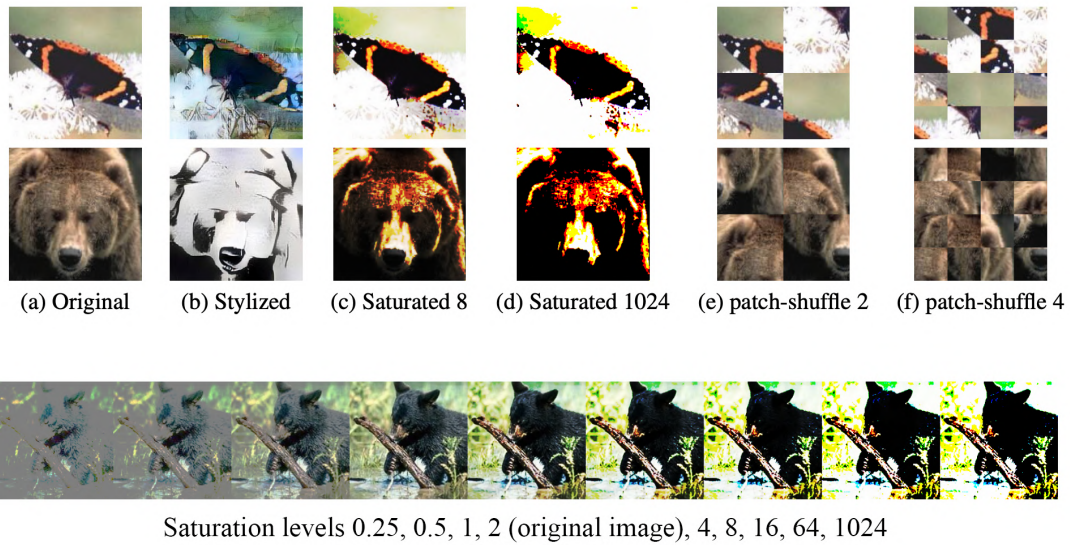 (a) Original (b) Stylized (c) Saturated 8 (d) Saturated 1024 (e) patch-shuffle 2 (f) patch-shuffle 4
Saturation levels 0.25, 0.5, 1, 2 (original image), 4, 8, 16, 64, 1024